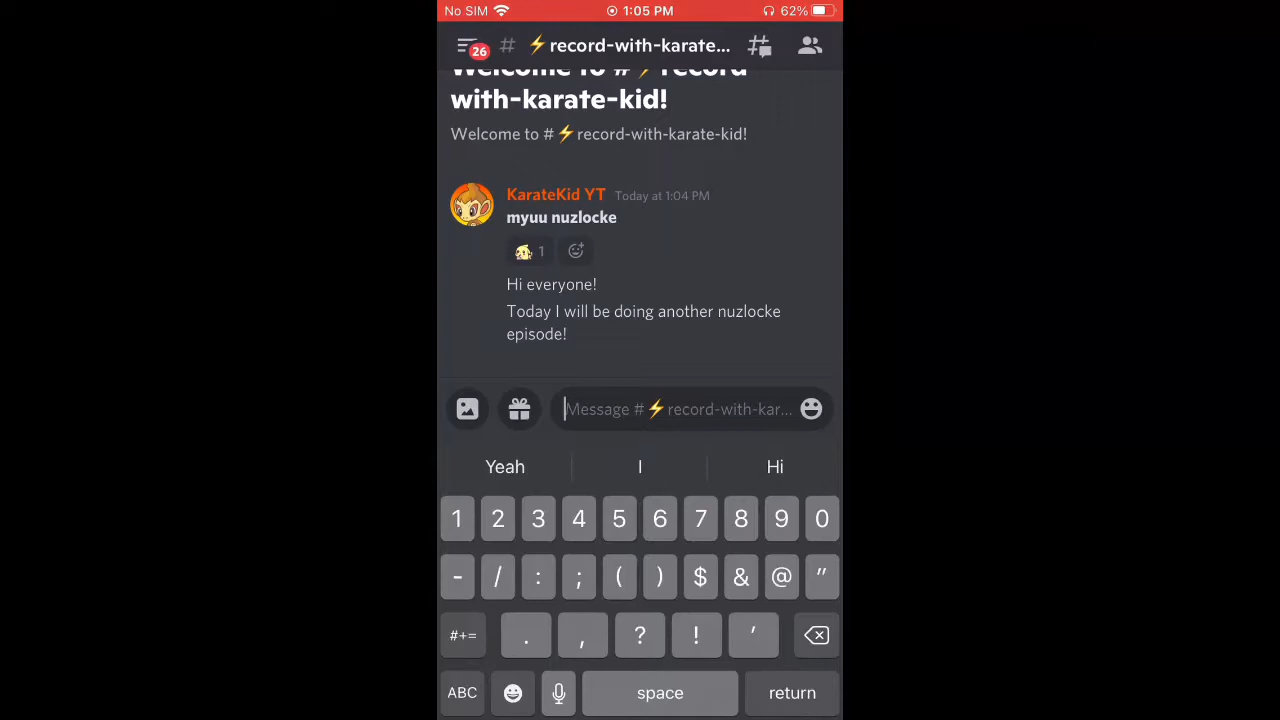 No SIM 1:05 PM 62%
26 # ⚡record-with-karate...
Welcome to #⚡record
with-karate-kid!
Welcome to #⚡record-with-karate-kid!
KarateKid YT Today at 1:04 PM
myuu nuzlocke
1
Hi everyone!
Today I will be doing another nuzlocke
episode!
Message #⚡record-with-kar...
Yeah I Hi
1 2 3 4 5 6 7 8 9 0
- / : ; ( ) $ & @ "
#+= . , ? ! '
ABC space return